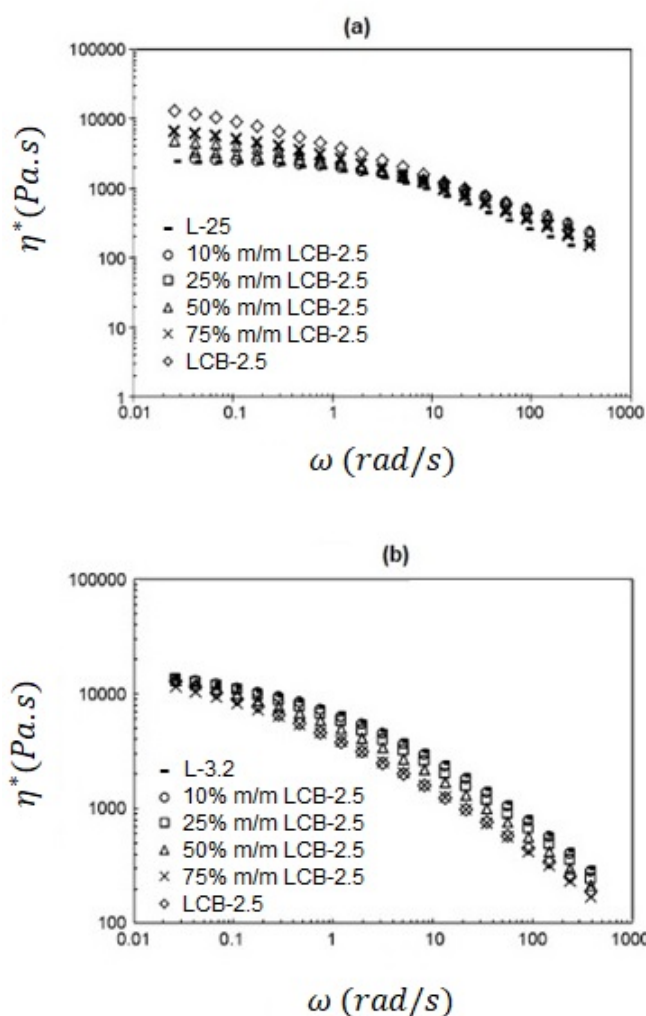 (a)
100000
10000
1000
100
10
1
η* (Pa.s)
L-25
10% m/m LCB-2.5
25% m/m LCB-2.5
50% m/m LCB-2.5
75% m/m LCB-2.5
LCB-2.5
0.01 0.1 1 10 100 1000
ω (rad/s)
(b)
100000
10000
1000
100
η* (Pa.s)
L-3.2
10% m/m LCB-2.5
25% m/m LCB-2.5
50% m/m LCB-2.5
75% m/m LCB-2.5
LCB-2.5
0.01 0.1 1 10 100 1000
ω (rad/s)